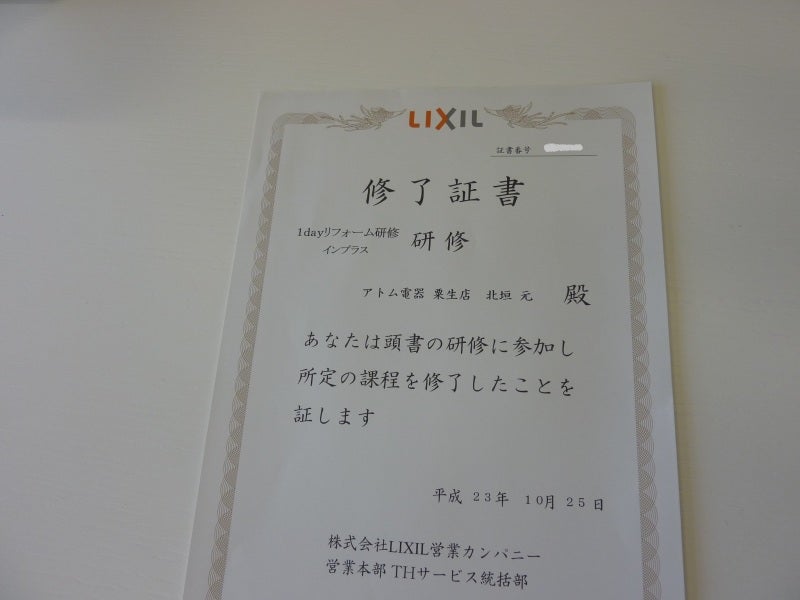 LIXIL
証書番号
修了証書
1dayリフォーム研修
インプラス
研修
アトム電器 粟生店 北垣 元 殿
あなたは頭書の研修に参加し
所定の課程を修了したことを
証します
平成 23年 10月 25日
株式会社LIXIL営業カンパニー
営業本部 THサービス統括部